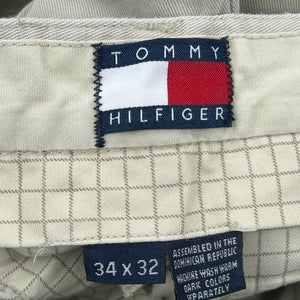 TOMMY
HILFIGER
34 X 32
ASSEMBLED IN THE
DOMINICAN REPUBLIC
MACHINE WASH WARM
DARK COLORS
SEPARATELY